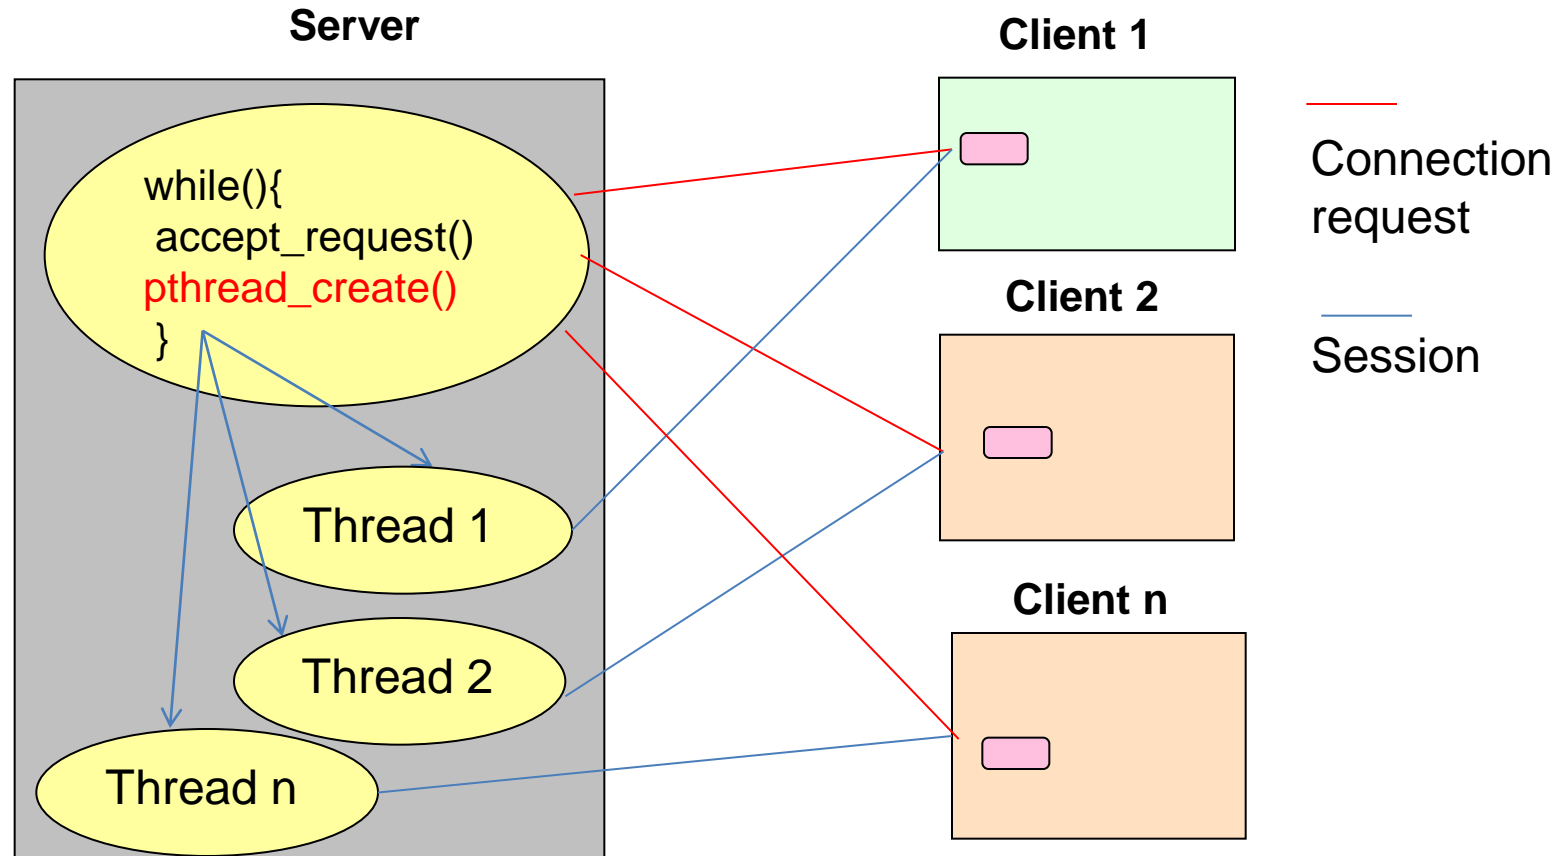 Server
while(){
accept_request()
pthread_create()
}
Thread 1
Thread 2
Thread n
Client 1
Client 2
Client n
Connection
request
Session